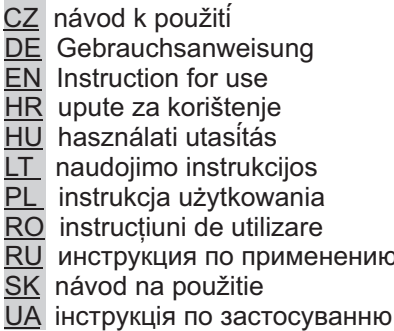 CZ návod k použití
DE Gebrauchsanweisung
EN Instruction for use
HR upute za korištenje
HU használati utasítás
LT naudojimo instrukcijos
PL instrukcja użytkowania
RO instrucțiuni de utilizare
RU инструкция по применению
SK návod na použitie
UA інструкція по застосуванню